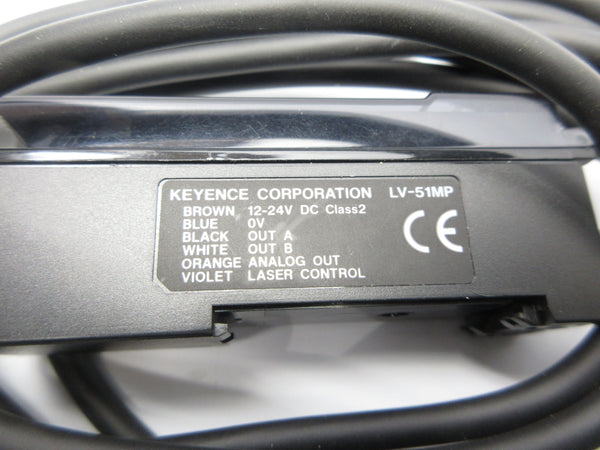 KEYENCE CORPORATION LV-51MP
BROWN 12-24V DC Class2
BLUE 0V
BLACK OUT A
WHITE OUT B
ORANGE ANALOG OUT
VIOLET LASER CONTROL
CE